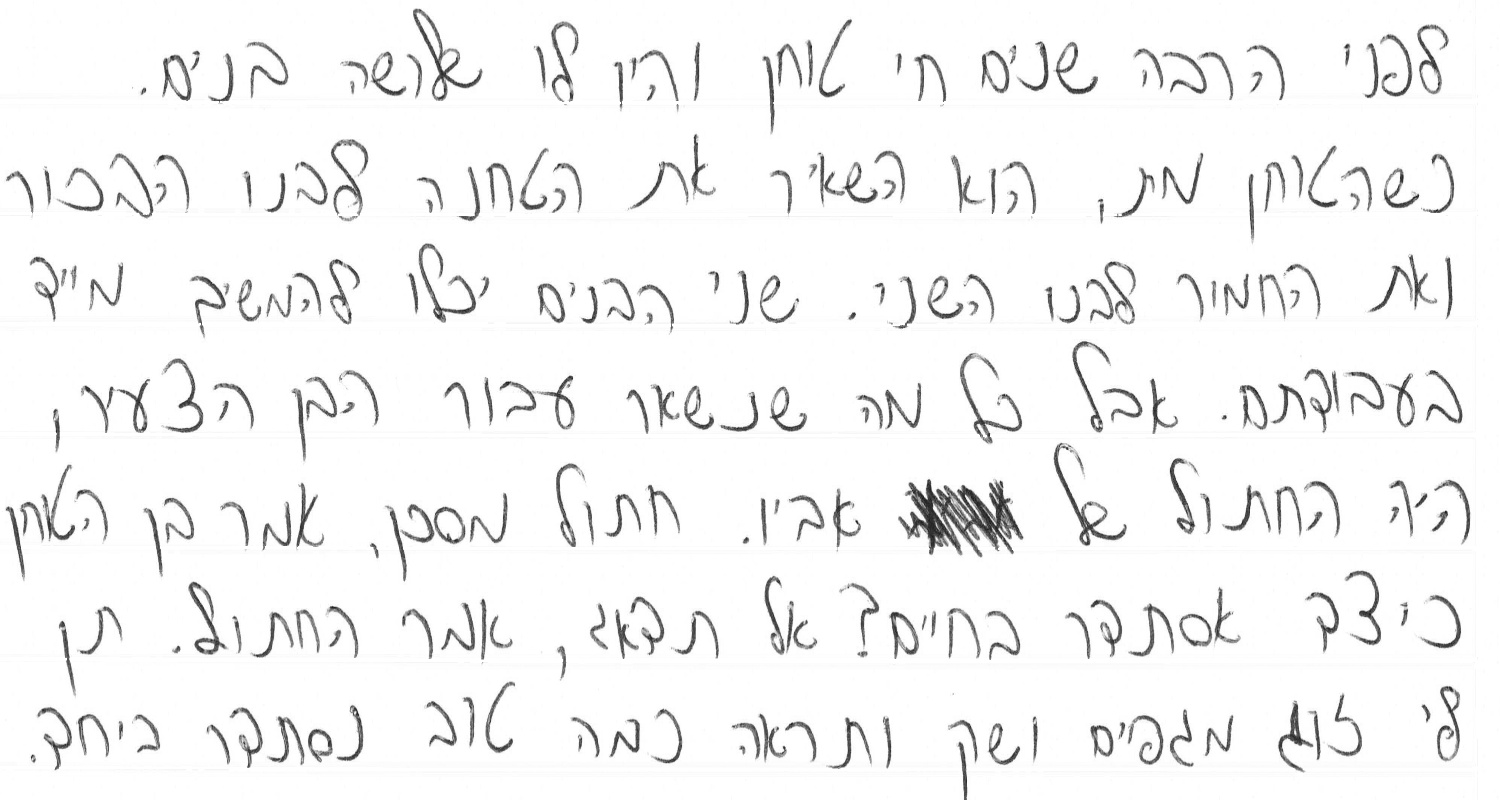 לפני הרבה שנים חי טוחן והיו לו שלושה בנים.
כשהטוחן מת, הוא השאיר את הטחנה לבנו הבכור
ואת החמור לבנו השני. שני הבנים יכלו להמשיך מייד
בעבודתם. אבל כל מה שנשאר עבור הבן הצעיר,
היה החתול של אביו. חתול מסכן, אמר בן הטוחן
כיצד אסתדר בחיים? אל תדאג, אמר החתול. תן
לי זוג מגפיים ושק ותראה כמה טוב נסתדר ביחד.